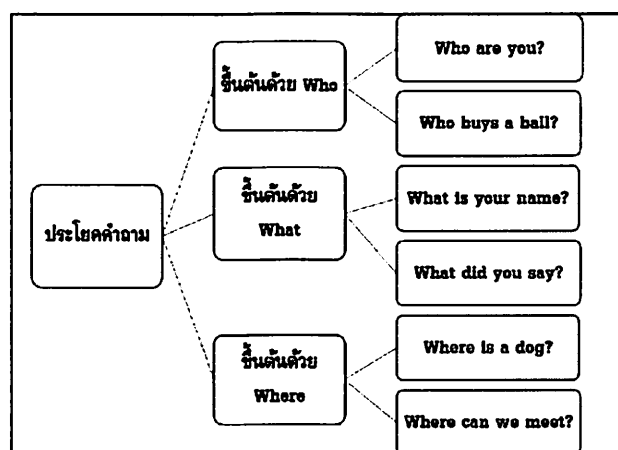 ประโยคคำถาม
ขึ้นต้นด้วย Who
Who are you?
Who buys a ball?
ขึ้นต้นด้วย
What
What is your name?
What did you say?
ขึ้นต้นด้วย
Where
Where is a dog?
Where can we meet?